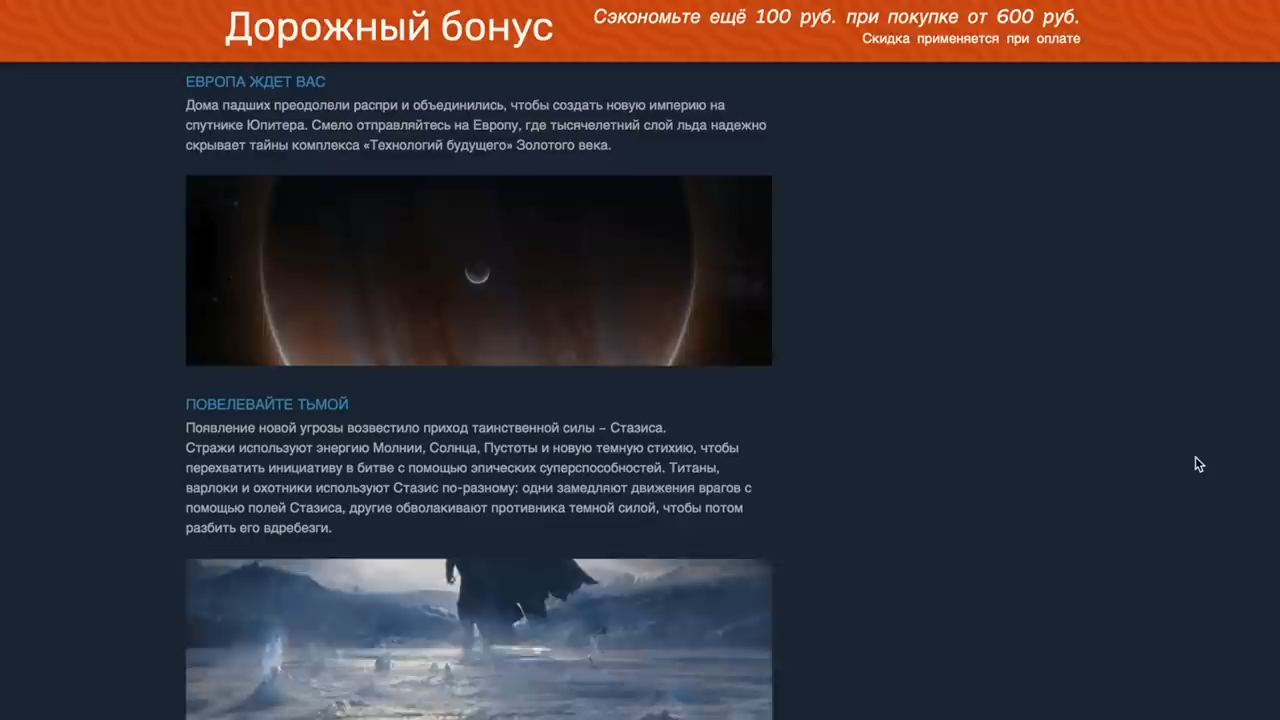 Дорожный бонус
Сэкономьте ещё 100 руб. при покупке от 600 руб.
Скидка применяется при оплате
ЕВРОПА ЖДЕТ ВАС
Дома падших преодолели распри и объединились, чтобы создать новую империю на
спутнике Юпитера. Смело отправляйтесь на Европу, где тысячелетний слой льда надежно
скрывает тайны комплекса «Технологий будущего» Золотого века.
ПОВЕЛЕВАЙТЕ ТЬМОЙ
Появление новой угрозы возвестило приход таинственной силы – Стазиса.
Стражи используют энергию Молнии, Солнца, Пустоты и новую темную стихию, чтобы
перехватить инициативу в битве с помощью эпических суперспособностей. Титаны,
варлоки и охотники используют Стазис по-разному: одни замедляют движения врагов с
помощью полей Стазиса, другие обволакивают противника темной силой, чтобы потом
разбить его вдребезги.